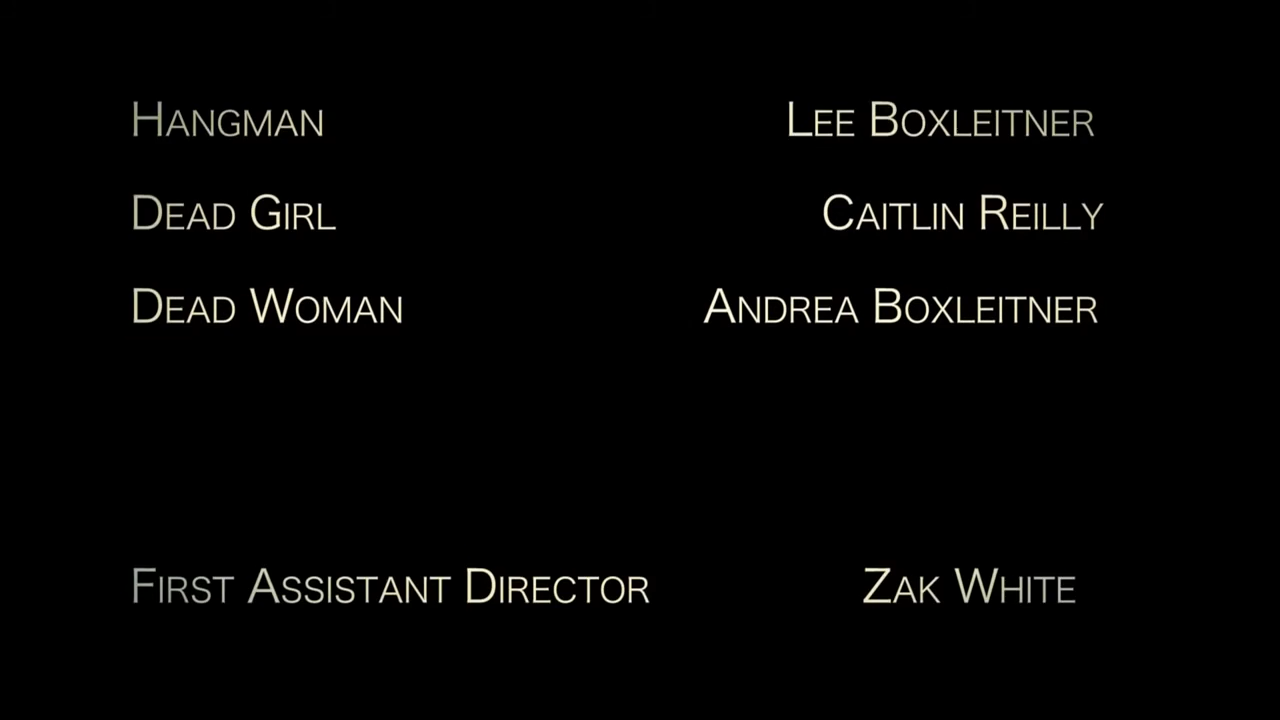 Hangman Lee Boxleitner
Dead Girl Caitlin Reilly
Dead Woman Andrea Boxleitner
First Assistant Director Zak White